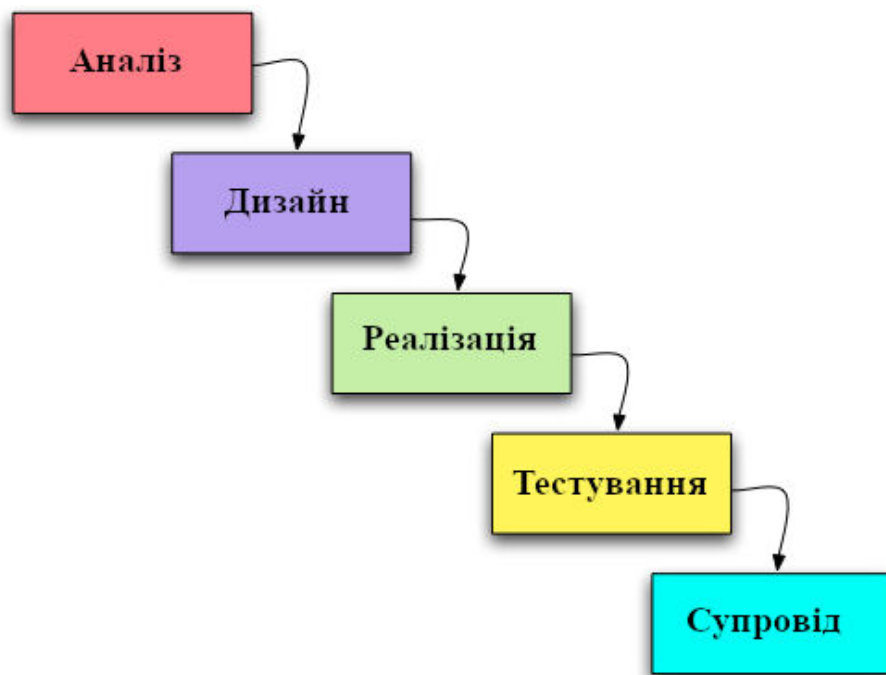 Аналіз
Дизайн
Реалізація
Тестування
Супровід